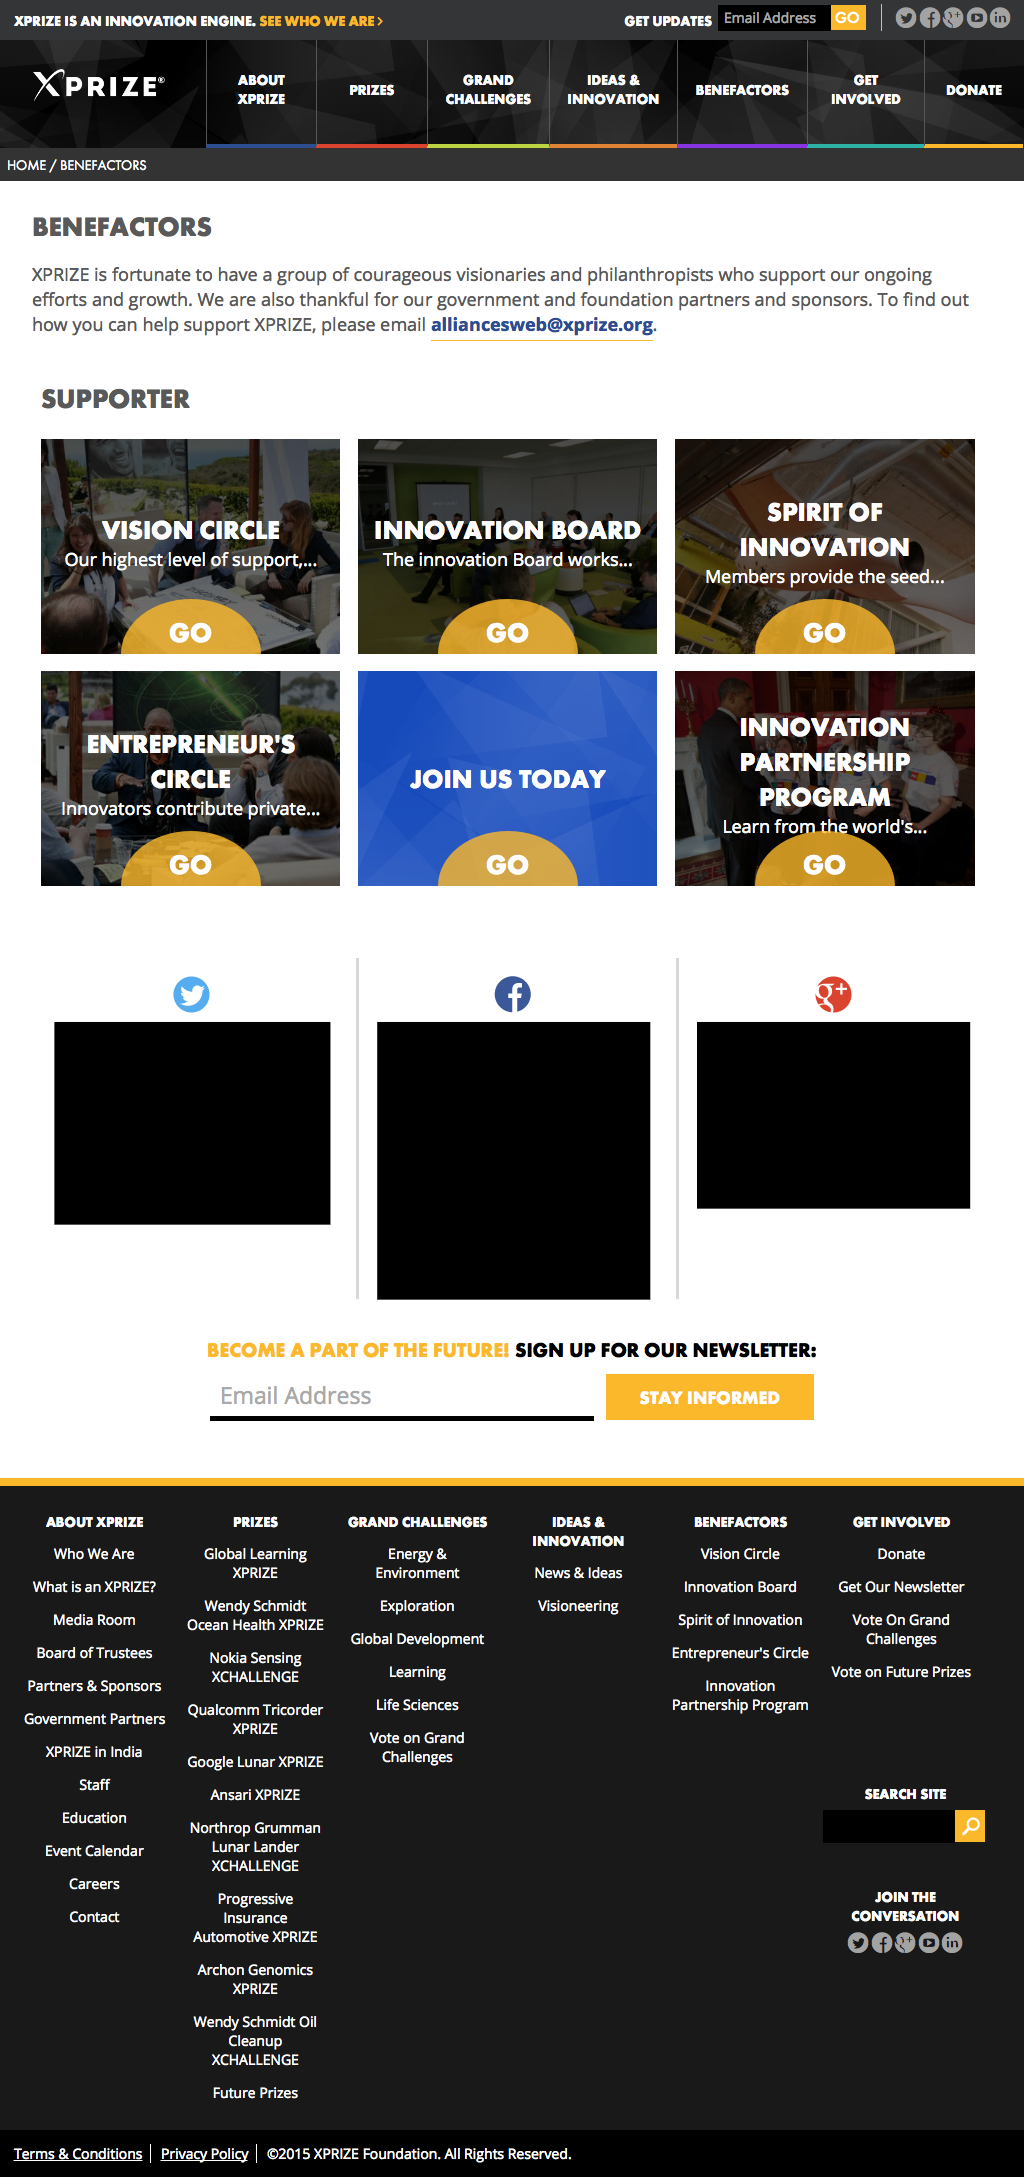 XPRIZE IS AN INNOVATION ENGINE. SEE WHO WE ARE >
GET UPDATES Email Address GO
XPRIZE®
ABOUT XPRIZE
PRIZES
GRAND CHALLENGES
IDEAS & INNOVATION
BENEFACTORS
GET INVOLVED
DONATE
HOME / BENEFACTORS
BENEFACTORS
XPRIZE is fortunate to have a group of courageous visionaries and philanthropists who support our ongoing
efforts and growth. We are also thankful for our government and foundation partners and sponsors. To find out
how you can help support XPRIZE, please email alliancesweb@xprize.org.
SUPPORTER
VISION CIRCLE
Our highest level of support,...
GO
INNOVATION BOARD
The innovation Board works...
GO
SPIRIT OF
INNOVATION
Members provide the seed...
GO
ENTREPRENEUR'S
CIRCLE
Innovators contribute private...
GO
JOIN US TODAY
GO
INNOVATION
PARTNERSHIP
PROGRAM
Learn from the world's...
GO
BECOME A PART OF THE FUTURE! SIGN UP FOR OUR NEWSLETTER:
Email Address
STAY INFORMED
ABOUT XPRIZE
Who We Are
What is an XPRIZE?
Media Room
Board of Trustees
Partners & Sponsors
Government Partners
XPRIZE in India
Staff
Education
Event Calendar
Careers
Contact
PRIZES
Global Learning
XPRIZE
Wendy Schmidt
Ocean Health XPRIZE
Nokia Sensing
XCHALLENGE
Qualcomm Tricorder
XPRIZE
Google Lunar XPRIZE
Ansari XPRIZE
Northrop Grumman
Lunar Lander
XCHALLENGE
Progressive
Insurance
Automotive XPRIZE
Archon Genomics
XPRIZE
Wendy Schmidt Oil
Cleanup
XCHALLENGE
Future Prizes
GRAND CHALLENGES
Energy &
Environment
Exploration
Global Development
Learning
Life Sciences
Vote on Grand
Challenges
IDEAS &
INNOVATION
News & Ideas
Visioneering
BENEFACTORS
Vision Circle
Innovation Board
Spirit of Innovation
Entrepreneur's Circle
Innovation
Partnership Program
GET INVOLVED
Donate
Get Our Newsletter
Vote On Grand
Challenges
Vote on Future Prizes
SEARCH SITE
JOIN THE
CONVERSATION
Terms & Conditions | Privacy Policy | ©2015 XPRIZE Foundation. All Rights Reserved.